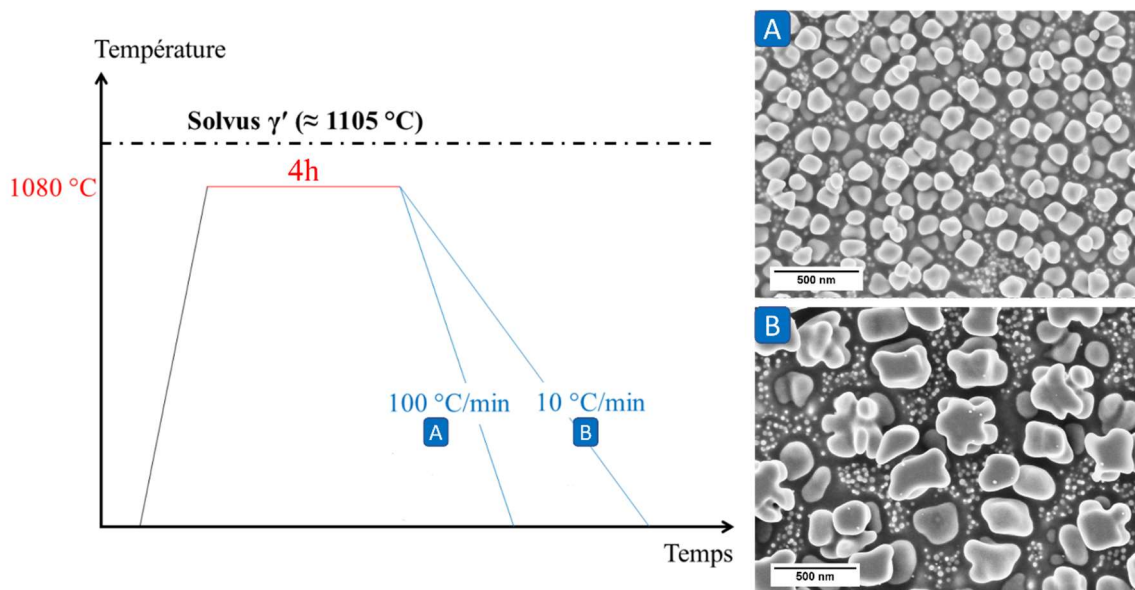 Température
Solvus γ′ (≈ 1105 °C)
4h
1080 °C
100 °C/min
10 °C/min
A
B
Temps
A
500 nm
B
500 nm